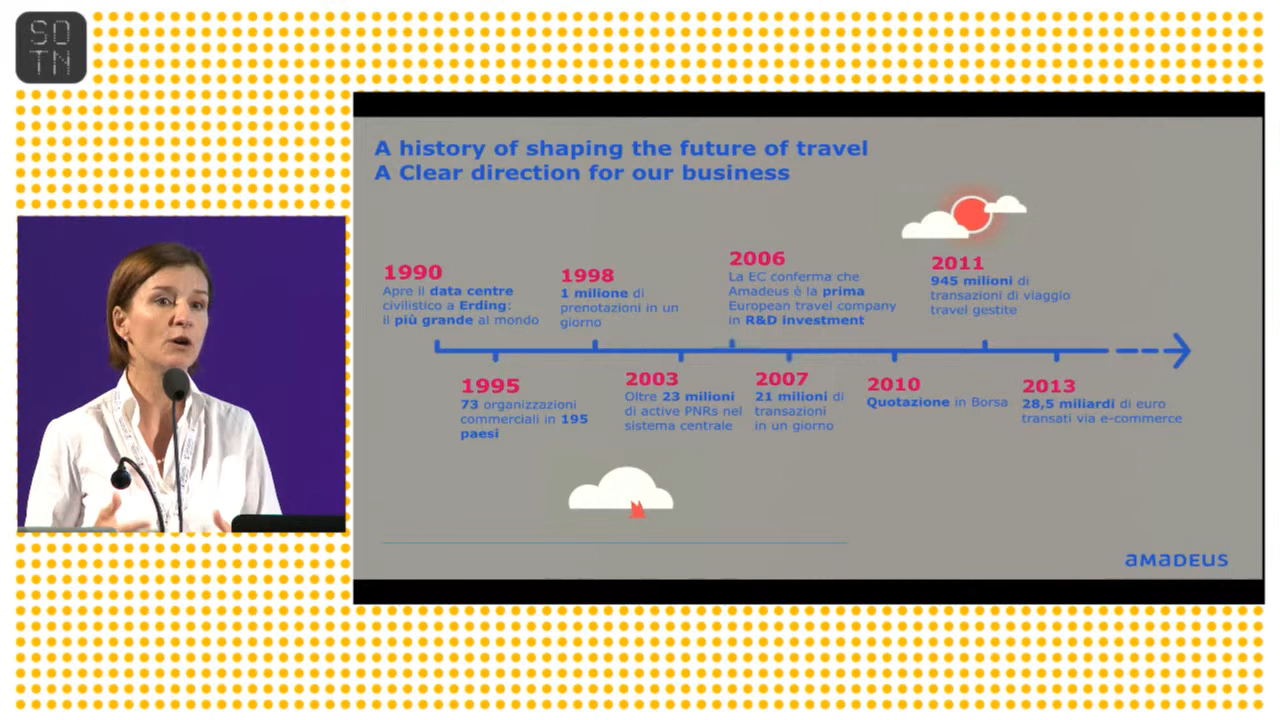 SO
TN
A history of shaping the future of travel
A Clear direction for our business
1990
Apre il data centre
civilistico a Erding:
il più grande al mondo
1998
1 milione di
prenotazioni in un
giorno
2006
La EC conferma che
Amadeus è la prima
European travel company
in R&D investment
2011
945 milioni di
transazioni di viaggio
travel gestite
1995
73 organizzazioni
commerciali in 195
paesi
2003
Oltre 23 milioni
di active PNRs nel
sistema centrale
2007
21 milioni di
transazioni
in un giorno
2010
Quotazione in Borsa
2013
28,5 miliardi di euro
transati via e-commerce
amadeus